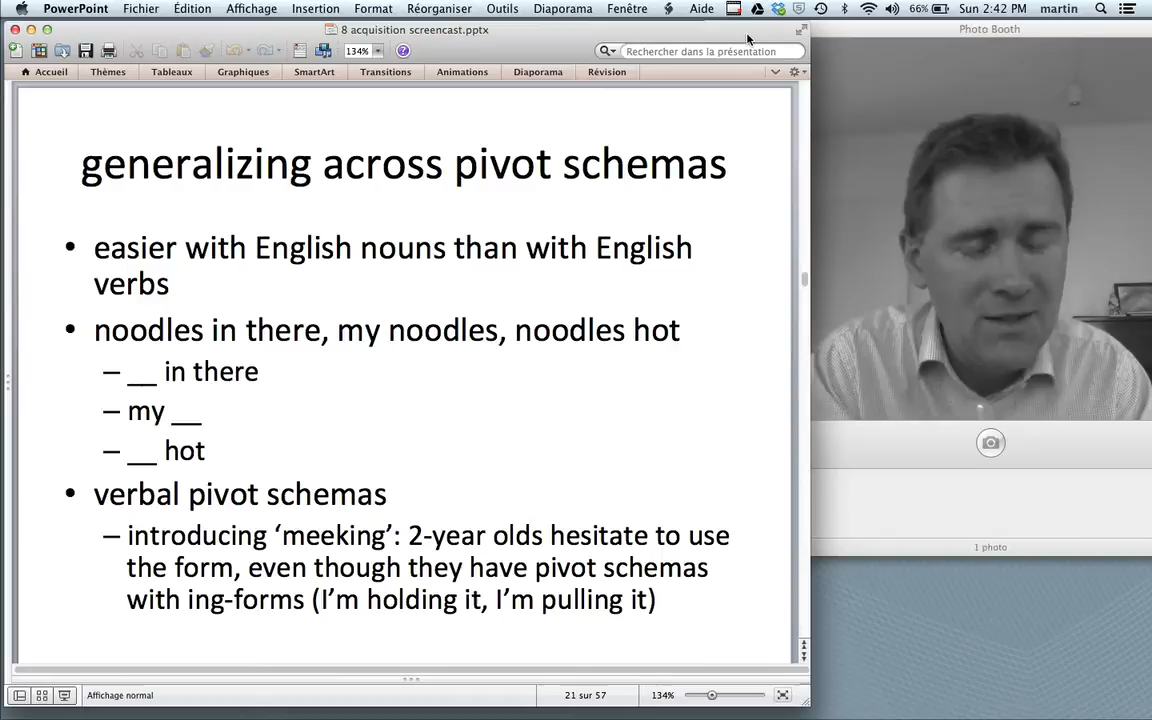 PowerPoint Fichier Édition Affichage Insertion Format Réorganiser Outils Diaporama Fenêtre Aide 66% Sun 2:42 PM martin
8 acquisition screencast.pptx
Photo Booth
134% Rechercher dans la présentation
Accueil Thèmes Tableaux Graphiques SmartArt Transitions Animations Diaporama Révision
generalizing across pivot schemas
• easier with English nouns than with English
verbs
• noodles in there, my noodles, noodles hot
– __ in there
– my __
– __ hot
• verbal pivot schemas
– introducing ‘meeking’: 2-year olds hesitate to use
the form, even though they have pivot schemas
with ing-forms (I’m holding it, I’m pulling it)
1 photo
Affichage normal 21 sur 57 134%